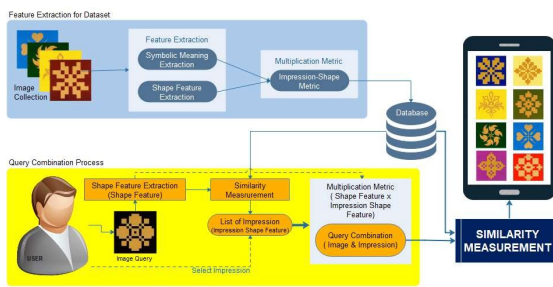 Feature Extraction for Dataset
Image
Collection
Feature Extraction
Symbolic Meaning
Extraction
Shape Feature
Extraction
Multiplication Metric
Impression-Shape
Metric
Database
Query Combination Process
USER
Shape Feature Extraction
(Shape Feature)
Image Query
Similarity
Measurement
List of Impression
(Impression Shape Feature)
Select Impression
Multiplication Metric
( Shape Feature x
Impression Shape
Feature)
Query Combination
( Image & Impression)
SIMILARITY
MEASUREMENT